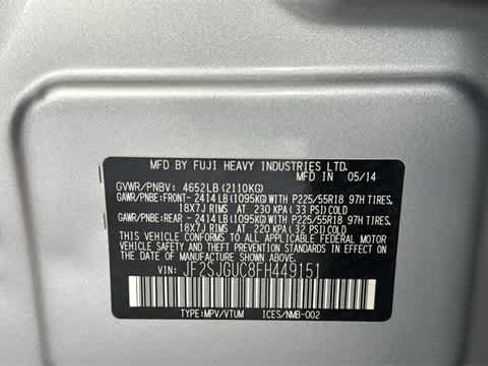 MFD BY FUJI HEAVY INDUSTRIES LTD.
MFD IN 05/14
GVWR/PNBV: 4652LB (2110KG)
GAWR/PNBE:FRONT- 2414LB (1095KG) WITH P225/55R18 97H TIRES,
18X7J RIMS AT 230 KPA (33 PSI) COLD
GAWR/PNBE:REAR - 2414LB (1095KG) WITH P225/55R18 97H TIRES,
18X7J RIMS AT 220 KPA (32 PSI) COLD
THIS VEHICLE CONFORMS TO ALL APPLICABLE FEDERAL MOTOR
VEHICLE SAFETY, BUMPER, AND THEFT PREVENTION STANDARDS
IN EFFECT ON THE DATE OF MANUFACTURE SHOWN ABOVE.
VIN: JF2SJGUC8FH449151
TYPE:MPV/VTUM ICES/NMB-002